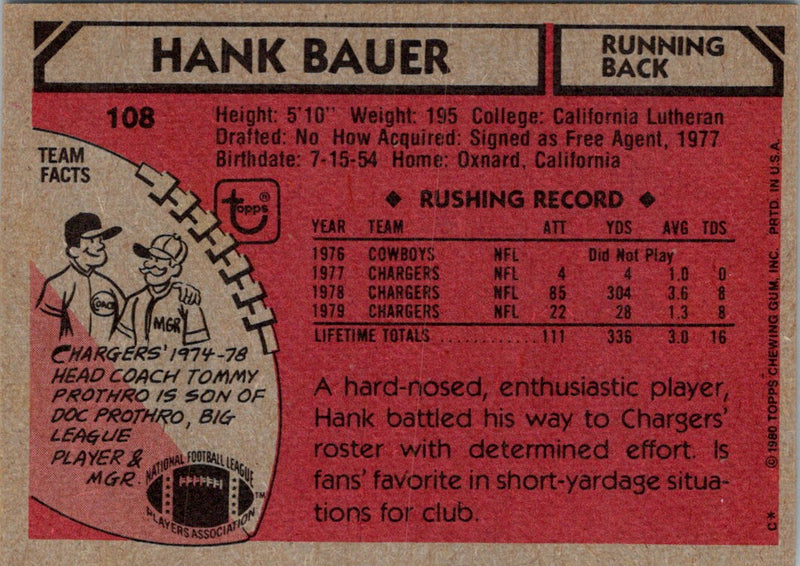 HANK BAUER
RUNNING
BACK
108
Height: 5'10" Weight: 195 College: California Lutheran
Drafted: No How Acquired: Signed as Free Agent, 1977
Birthdate: 7-15-54 Home: Oxnard, California
TEAM
FACTS
topps®
◆ RUSHING RECORD ◆
YEAR TEAM ATT YDS AVG TDS
1976 COWBOYS NFL Did Not Play
1977 CHARGERS NFL 4 4 1.0 0
1978 CHARGERS NFL 85 304 3.6 8
1979 CHARGERS NFL 22 28 1.3 8
LIFETIME TOTALS ............ 111 336 3.0 16
COACH
MGR
CHARGERS' 1974-78
HEAD COACH TOMMY
PROTHRO IS SON OF
DOC PROTHRO, BIG
LEAGUE
PLAYER &
MGR.
NATIONAL FOOTBALL LEAGUE
PLAYERS ASSOCIATION
™
A hard-nosed, enthusiastic player,
Hank battled his way to Chargers'
roster with determined effort. Is
fans' favorite in short-yardage situa-
tions for club.
© 1980 TOPPS CHEWING GUM, INC. PRTD. IN U.S.A.
C*